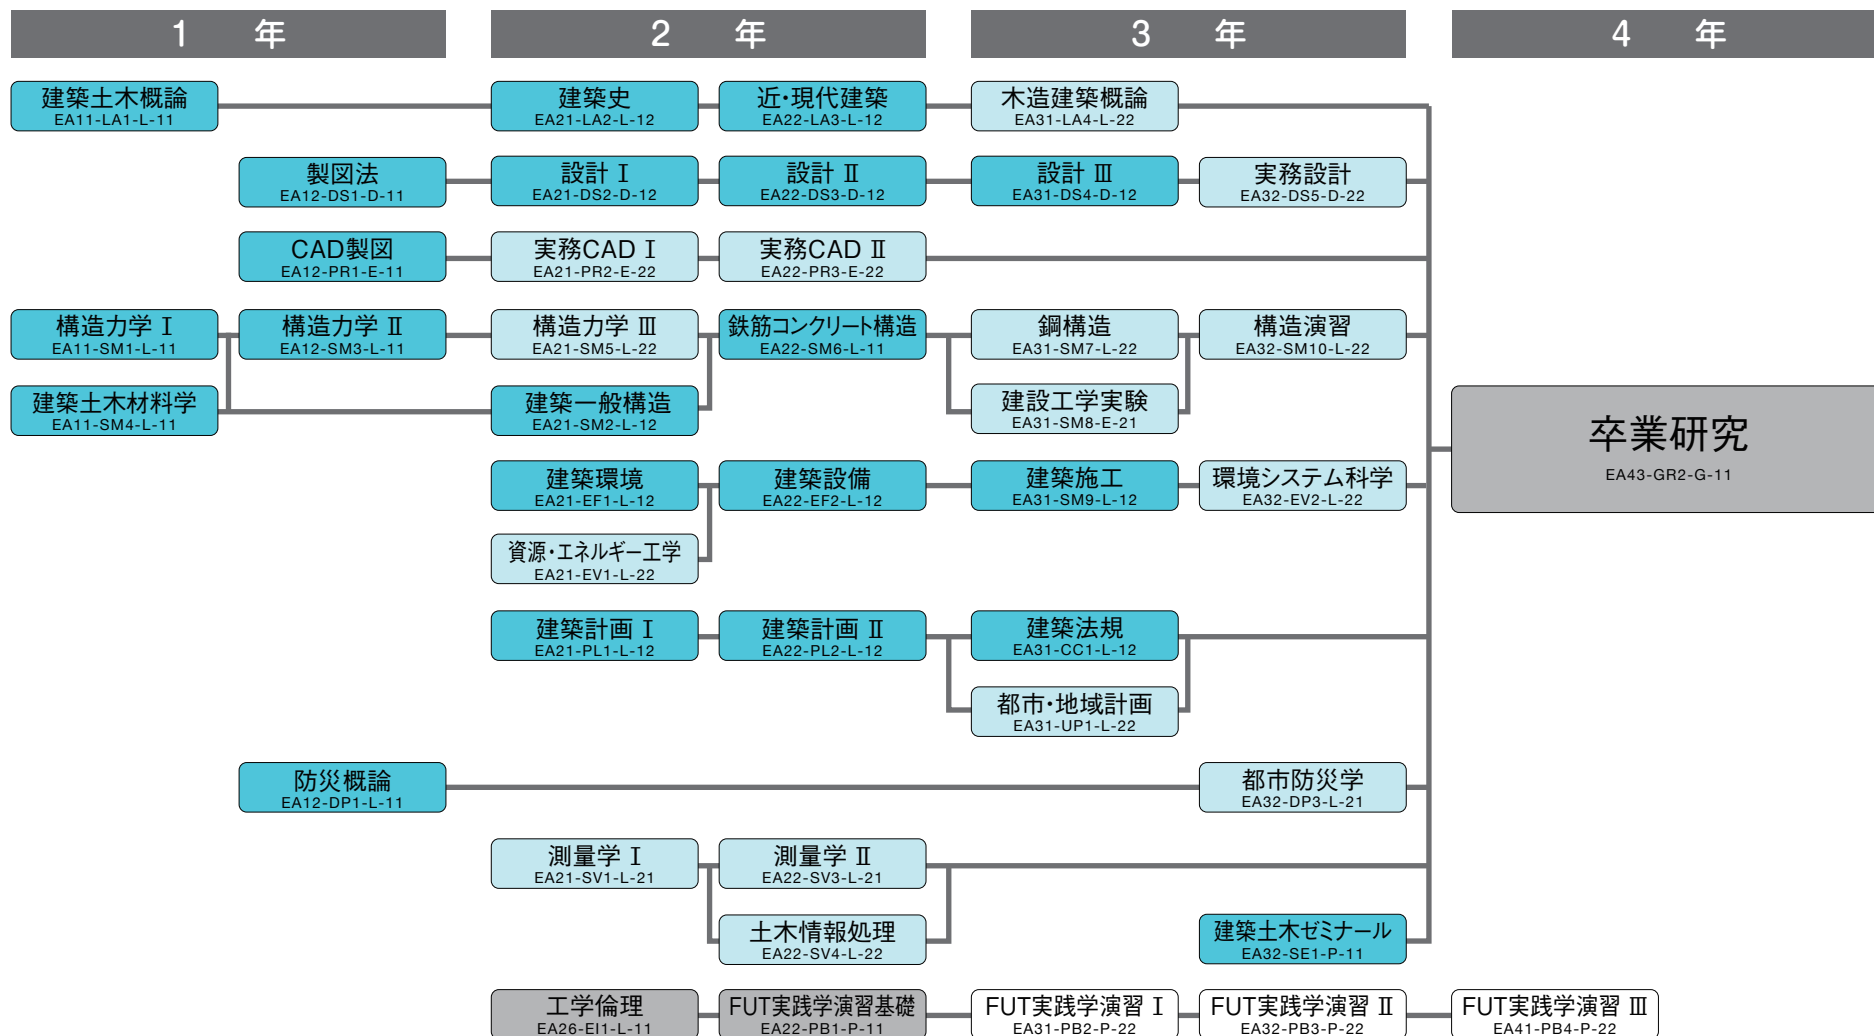 1 年
2 年
3 年
4 年
建築土木概論
EA11-LA1-L-11
建築史
EA21-LA2-L-12
近・現代建築
EA22-LA3-L-12
木造建築概論
EA31-LA4-L-22
製図法
EA12-DS1-D-11
設計 Ⅰ
EA21-DS2-D-12
設計 Ⅱ
EA22-DS3-D-12
設計 Ⅲ
EA31-DS4-D-12
実務設計
EA32-DS5-D-22
CAD製図
EA12-PR1-E-11
実務CAD Ⅰ
EA21-PR2-E-22
実務CAD Ⅱ
EA22-PR3-E-22
構造力学 Ⅰ
EA11-SM1-L-11
構造力学 Ⅱ
EA12-SM3-L-11
構造力学 Ⅲ
EA21-SM5-L-22
鉄筋コンクリート構造
EA22-SM6-L-11
鋼構造
EA31-SM7-L-22
構造演習
EA32-SM10-L-22
建築土木材料学
EA11-SM4-L-11
建築一般構造
EA21-SM2-L-12
建設工学実験
EA31-SM8-E-21
卒業研究
EA43-GR2-G-11
建築環境
EA21-EF1-L-12
建築設備
EA22-EF2-L-12
建築施工
EA31-SM9-L-12
環境システム科学
EA32-EV2-L-22
資源・エネルギー工学
EA21-EV1-L-22
建築計画 Ⅰ
EA21-PL1-L-12
建築計画 Ⅱ
EA22-PL2-L-12
建築法規
EA31-CC1-L-12
都市・地域計画
EA31-UP1-L-22
防災概論
EA12-DP1-L-11
都市防災学
EA32-DP3-L-21
測量学 Ⅰ
EA21-SV1-L-21
測量学 Ⅱ
EA22-SV3-L-21
土木情報処理
EA22-SV4-L-22
建築土木ゼミナール
EA32-SE1-P-11
工学倫理
EA26-EI1-L-11
FUT実践学演習基礎
EA22-PB1-P-11
FUT実践学演習 Ⅰ
EA31-PB2-P-22
FUT実践学演習 Ⅱ
EA32-PB3-P-22
FUT実践学演習 Ⅲ
EA41-PB4-P-22